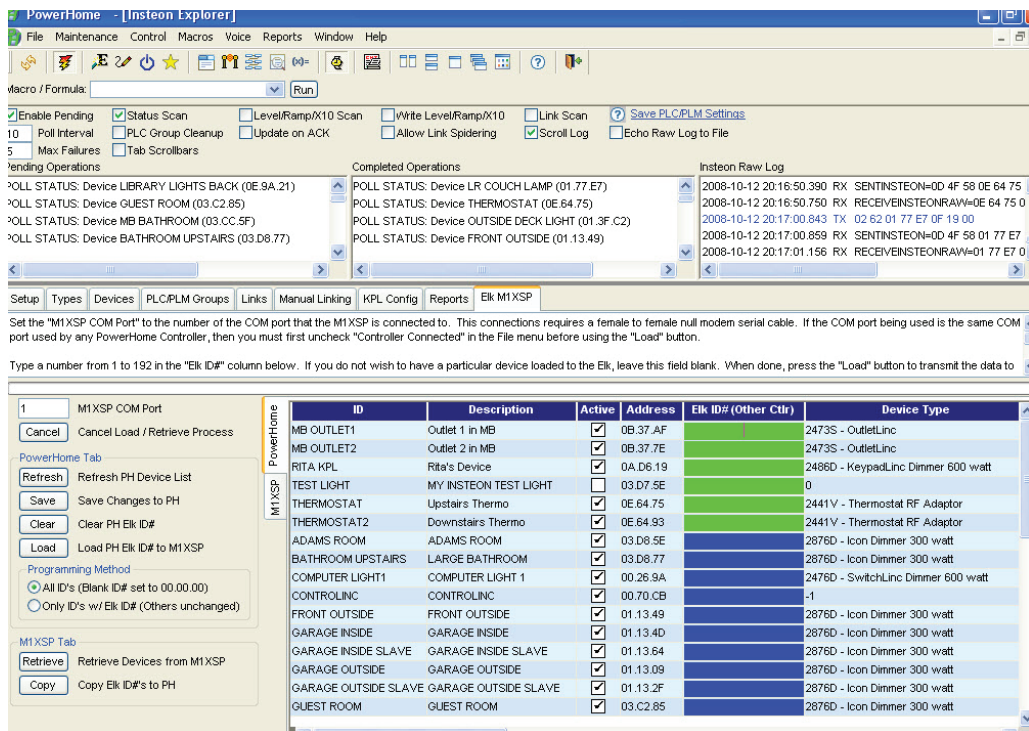 PowerHome - [Insteon Explorer]
File Maintenance Control Macros Voice Reports Window Help
Macro / Formula: Run
Enable Pending Status Scan Level/Ramp/X10 Scan Write Level/Ramp/X10 Link Scan Save PLC/PLM Settings
10 Poll Interval PLC Group Cleanup Update on ACK Allow Link Spidering Scroll Log Echo Raw Log to File
5 Max Failures Tab Scrollbars
Pending Operations Completed Operations Insteon Raw Log
POLL STATUS: Device LIBRARY LIGHTS BACK (0E.9A.21) POLL STATUS: Device LR COUCH LAMP (01.77.E7) 2008-10-12 20:16:50.390 RX SENTINSTEON=0D 4F 58 0E 64 75
POLL STATUS: Device GUEST ROOM (03.C2.85) POLL STATUS: Device THERMOSTAT (0E.64.75) 2008-10-12 20:16:50.750 RX RECEIVEINSTEONRAW=0E 64 75 0
POLL STATUS: Device MB BATHROOM (03.CC.5F) POLL STATUS: Device OUTSIDE DECK LIGHT (01.3F.C2) 2008-10-12 20:17:00.843 TX 02 62 01 77 E7 0F 19 00
POLL STATUS: Device BATHROOM UPSTAIRS (03.D8.77) POLL STATUS: Device FRONT OUTSIDE (01.13.49) 2008-10-12 20:17:00.859 RX SENTINSTEON=0D 4F 58 01 77 E7
2008-10-12 20:17:01.156 RX RECEIVEINSTEONRAW=01 77 E7 0
Setup Types Devices PLC/PLM Groups Links Manual Linking KPL Config Reports Elk M1XSP
Set the "M1XSP COM Port" to the number of the COM port that the M1XSP is connected to. This connections requires a female to female null modem serial cable. If the COM port being used is the same COM
port used by any PowerHome Controller, then you must first uncheck "Controller Connected" in the File menu before using the "Load" button.
Type a number from 1 to 192 in the "Elk ID#" column below. If you do not wish to have a particular device loaded to the Elk, leave this field blank. When done, press the "Load" button to transmit the data to
1 M1XSP COM Port
Cancel Cancel Load / Retrieve Process
PowerHome Tab
Refresh Refresh PH Device List
Save Save Changes to PH
Clear Clear PH Elk ID#
Load Load PH Elk ID# to M1XSP
Programming Method
All ID's (Blank ID# set to 00.00.00)
Only ID's w/ Elk ID# (Others unchanged)
M1XSP Tab
Retrieve Retrieve Devices from M1XSP
Copy Copy Elk ID#'s to PH
PowerHome
M1XSP
ID Description Active Address Elk ID# (Other Ctlr) Device Type
MB OUTLET1 Outlet 1 in MB 0B.37.AF 2473S - OutletLinc
MB OUTLET2 Outlet 2 in MB 0B.37.7E 2473S - OutletLinc
RITA KPL Rita's Device 0A.D6.19 2486D - KeypadLinc Dimmer 600 watt
TEST LIGHT MY INSTEON TEST LIGHT 03.D7.5E 0
THERMOSTAT Upstairs Thermo 0E.64.75 2441V - Thermostat RF Adaptor
THERMOSTAT2 Downstairs Thermo 0E.64.93 2441V - Thermostat RF Adaptor
ADAMS ROOM ADAMS ROOM 03.D8.5E 2876D - Icon Dimmer 300 watt
BATHROOM UPSTAIRS LARGE BATHROOM 03.D8.77 2876D - Icon Dimmer 300 watt
COMPUTER LIGHT1 COMPUTER LIGHT 1 00.26.9A 2476D - SwitchLinc Dimmer 600 watt
CONTROLINC CONTROLINC 00.70.CB -1
FRONT OUTSIDE FRONT OUTSIDE 01.13.49 2876D - Icon Dimmer 300 watt
GARAGE INSIDE GARAGE INSIDE 01.13.4D 2876D - Icon Dimmer 300 watt
GARAGE INSIDE SLAVE GARAGE INSIDE SLAVE 01.13.64 2876D - Icon Dimmer 300 watt
GARAGE OUTSIDE GARAGE OUTSIDE 01.13.09 2876D - Icon Dimmer 300 watt
GARAGE OUTSIDE SLAVE GARAGE OUTSIDE SLAVE 01.13.2F 2876D - Icon Dimmer 300 watt
GUEST ROOM GUEST ROOM 03.C2.85 2876D - Icon Dimmer 300 watt